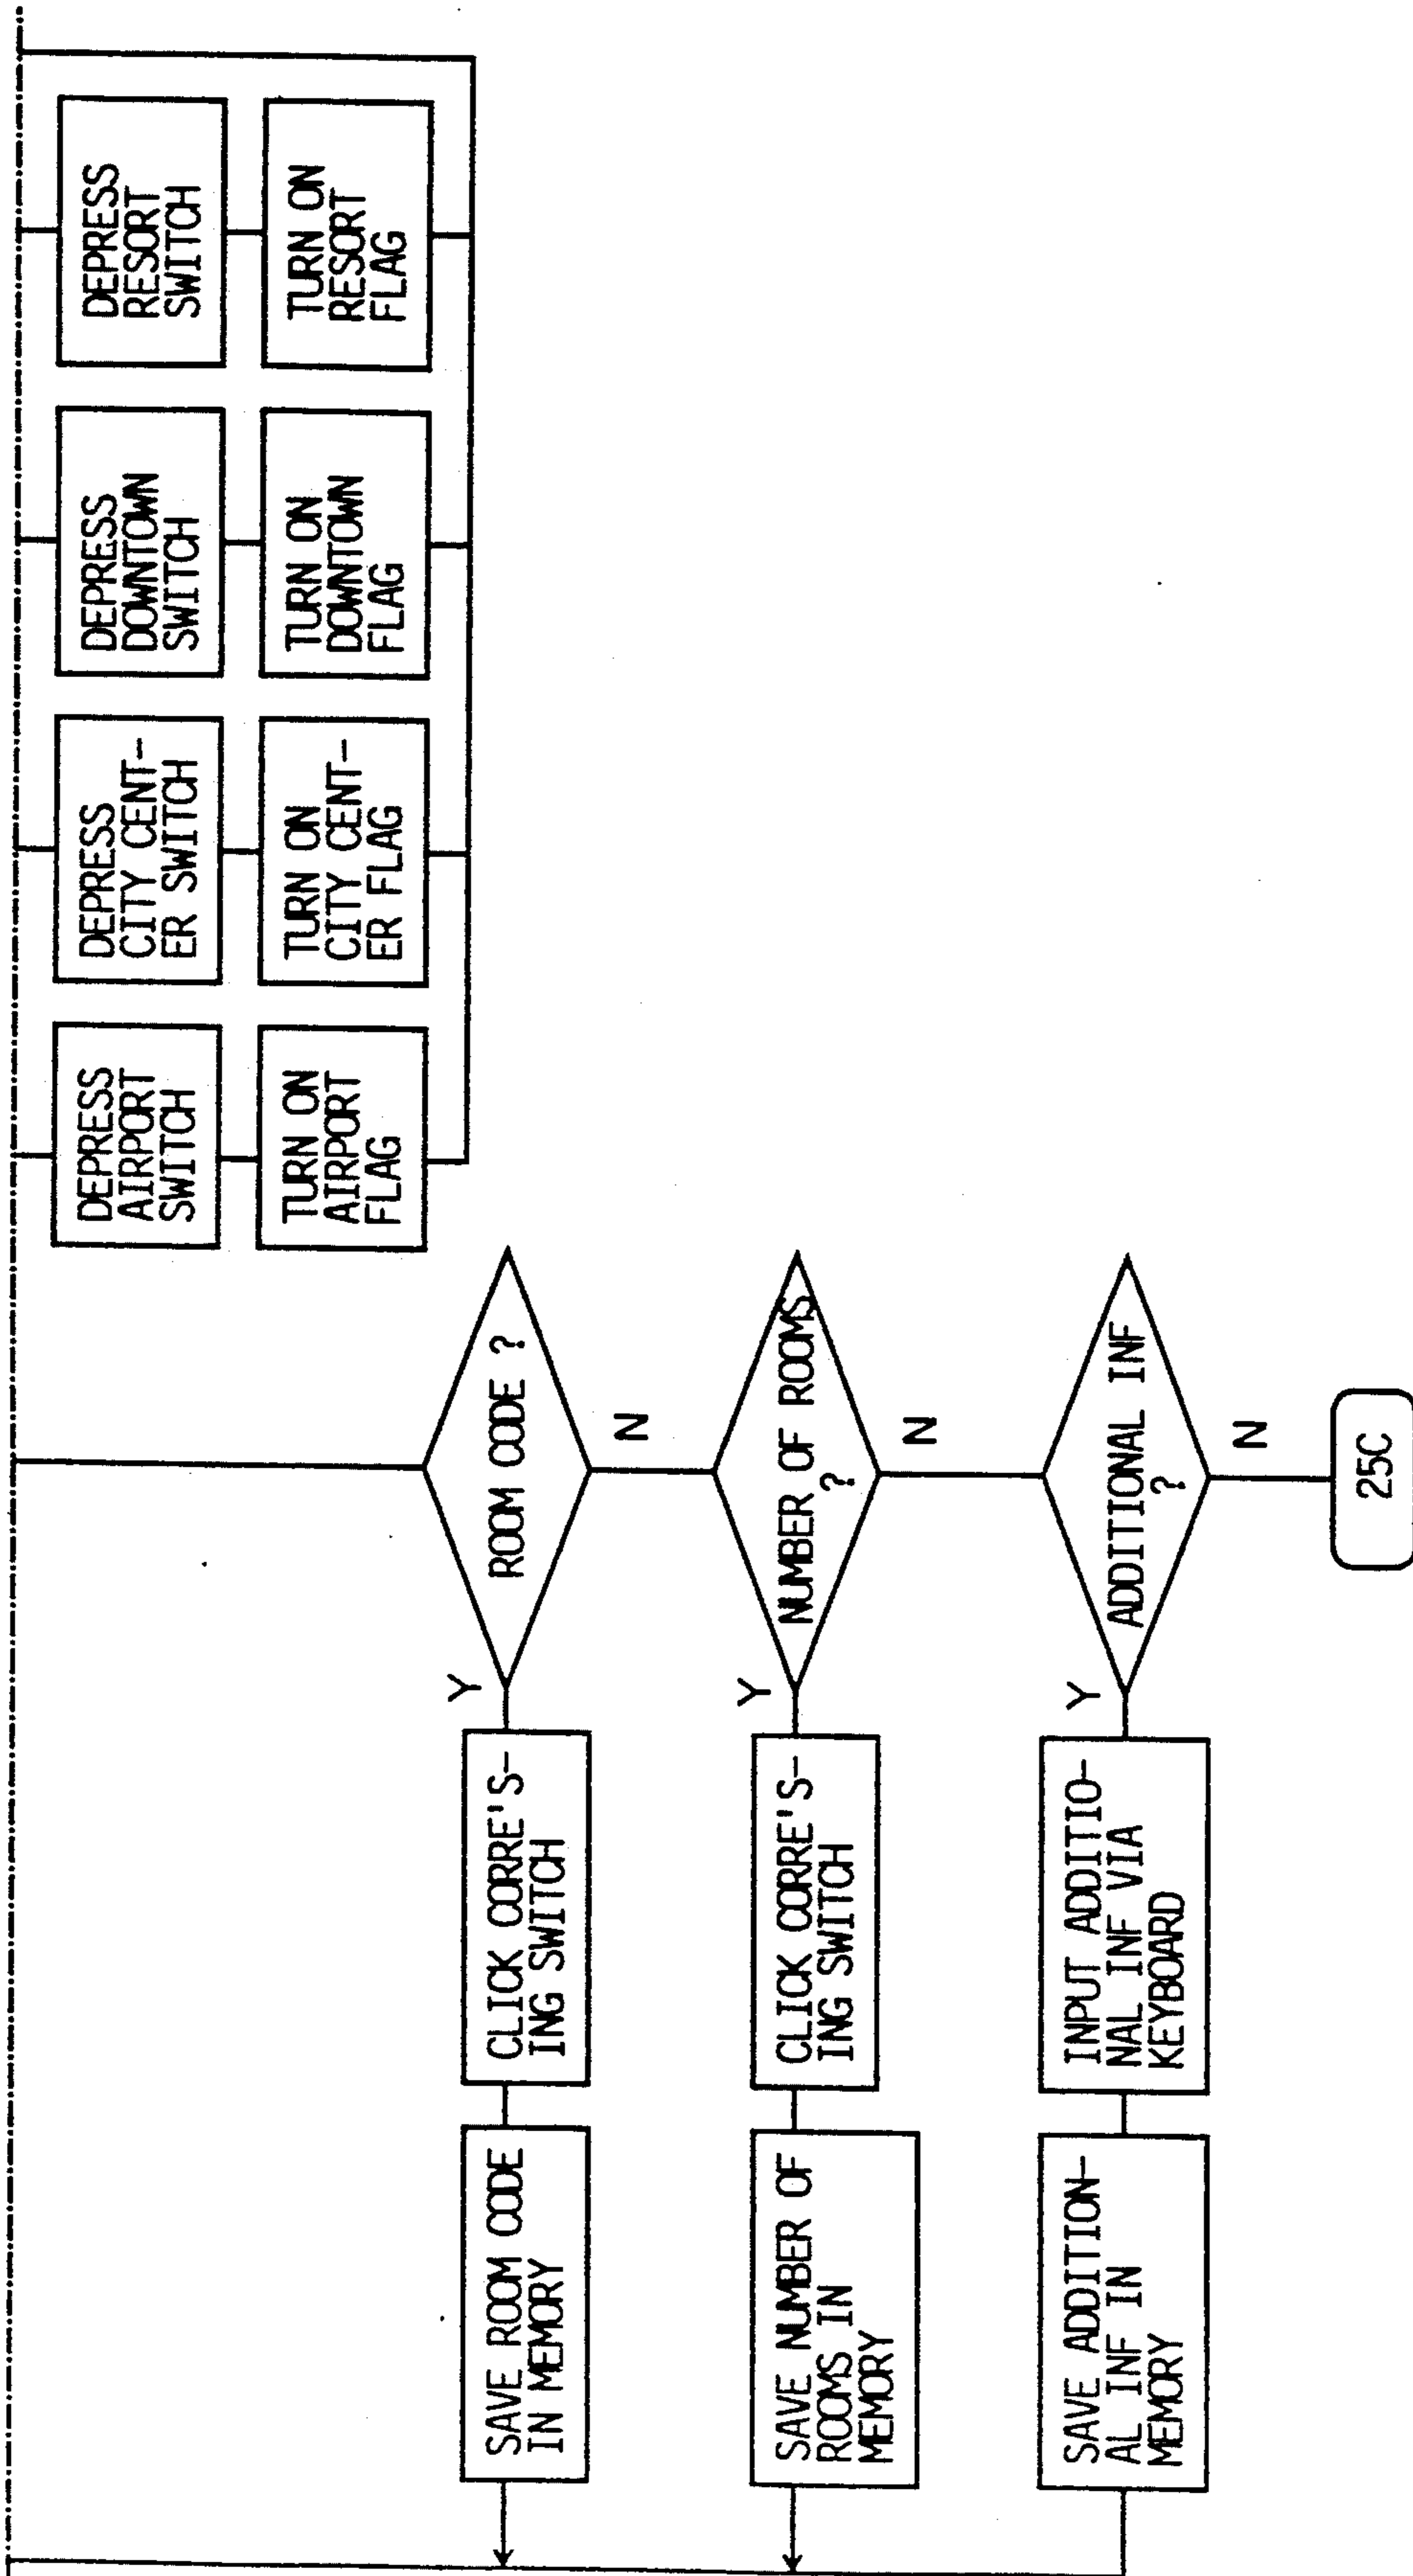 DEPRESS
AIRPORT
SWITCH
DEPRESS
CITY CENT-
ER SWITCH
DEPRESS
DOWNTOWN
SWITCH
DEPRESS
RESORT
SWITCH
TURN ON
AIRPORT
FLAG
TURN ON
CITY CENT-
ER FLAG
TURN ON
DOWNTOWN
FLAG
TURN ON
RESORT
FLAG
SAVE ROOM CODE
IN MEMORY
CLICK CORRE'S-
ING SWITCH
Y
ROOM CODE ?
N
SAVE NUMBER OF
ROOMS IN
MEMORY
CLICK CORRE'S-
ING SWITCH
Y
NUMBER OF ROOMS
?
N
SAVE ADDITION-
AL INF IN
MEMORY
INPUT ADDITIO-
NAL INF VIA
KEYBOARD
Y
ADDITIONAL INF
?
N
25C